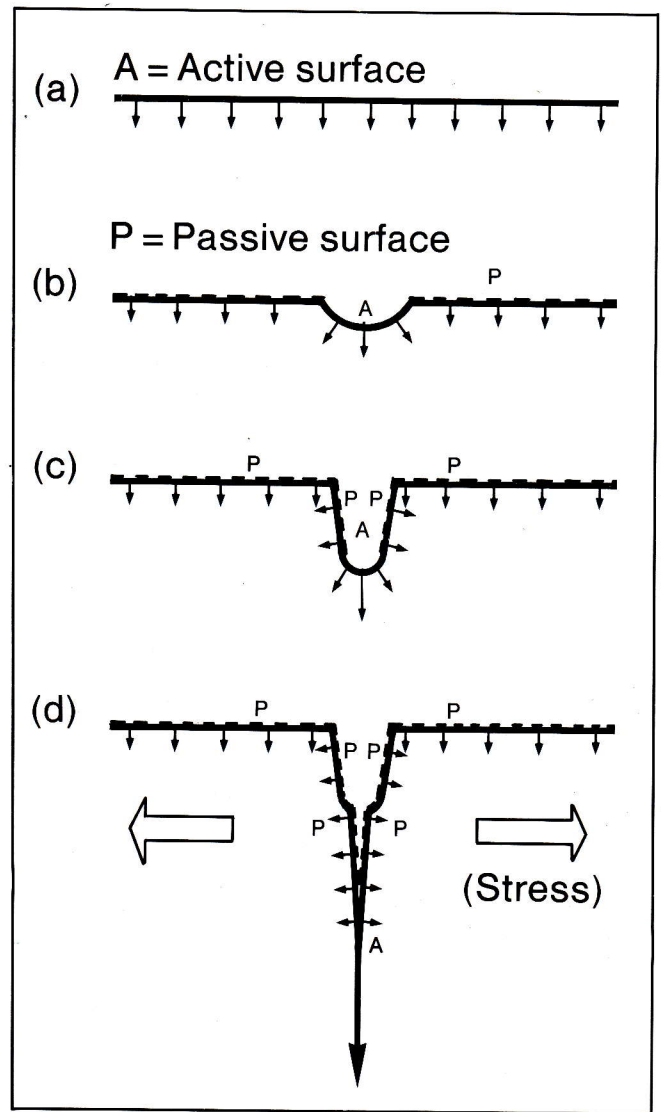 A = Active surface
(a)
P = Passive surface
(b)
P
A
(c)
P
P
P P
A
(d)
P
P
P P
P
P
(Stress)
A